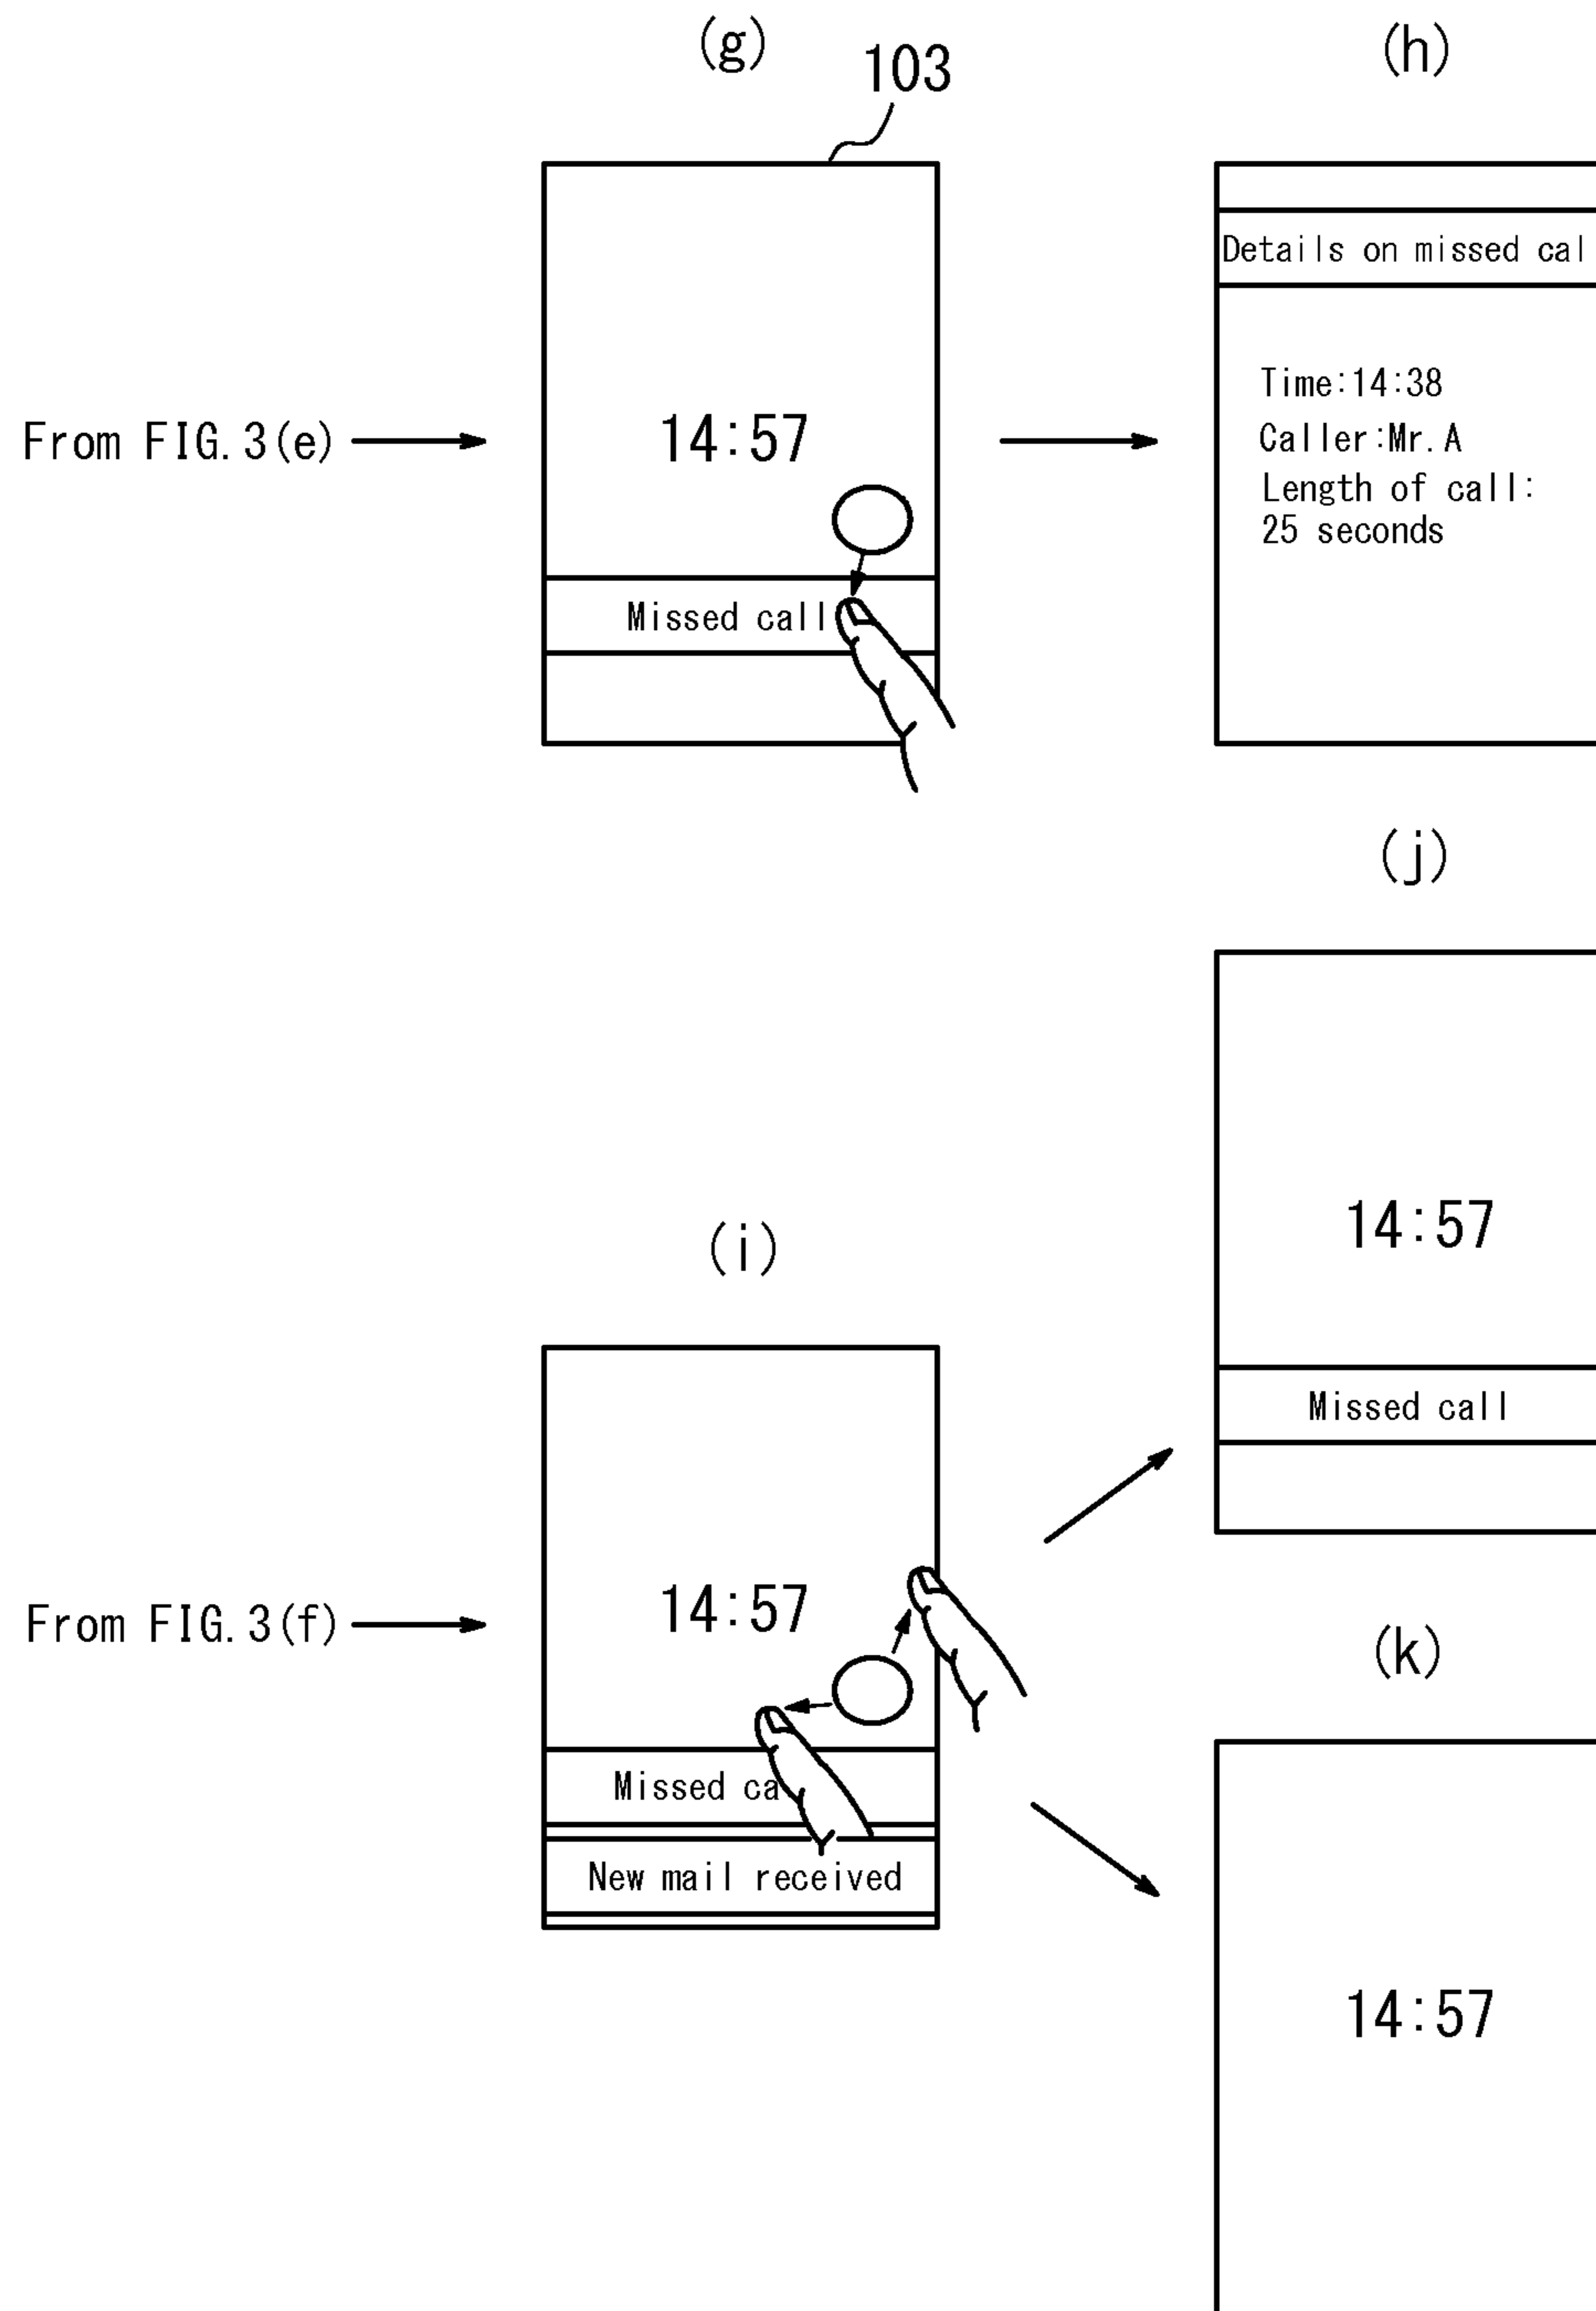 (g)
103
(h)
Details on missed cal
Time:14:38
Caller:Mr.A
Length of call:
25 seconds
From FIG.3(e)
14:57
Missed call
(j)
14:57
Missed call
(i)
From FIG.3(f)
14:57
Missed ca
New mail received
(k)
14:57